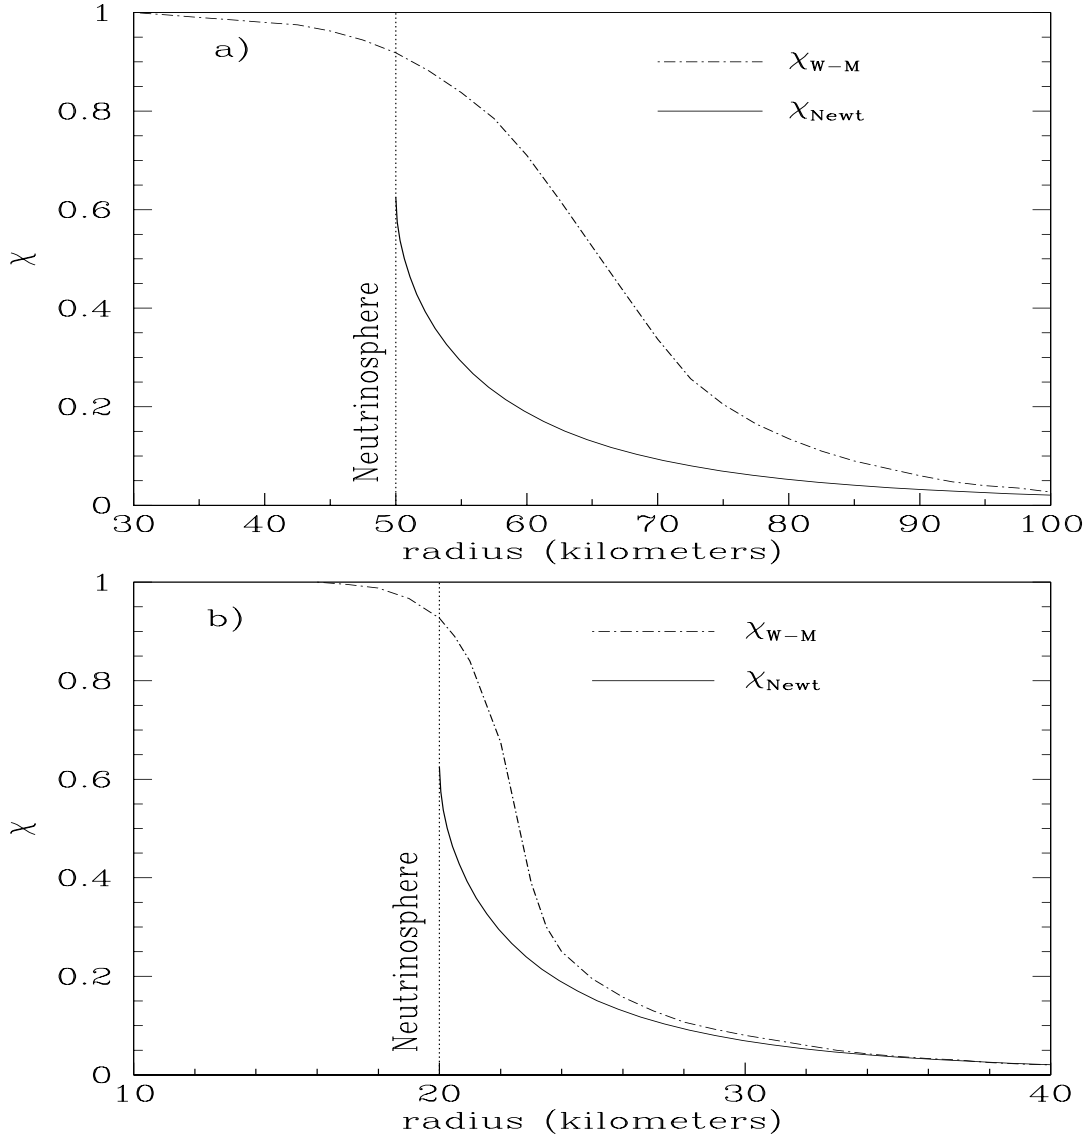 a)
χW−M
χNewt
1
0.8
0.6
0.4
0.2
0
χ
Neutrinosphere
30 40 50 60 70 80 90 100
radius (kilometers)
b)
χW−M
χNewt
1
0.8
0.6
0.4
0.2
0
χ
Neutrinosphere
10 20 30 40
radius (kilometers)